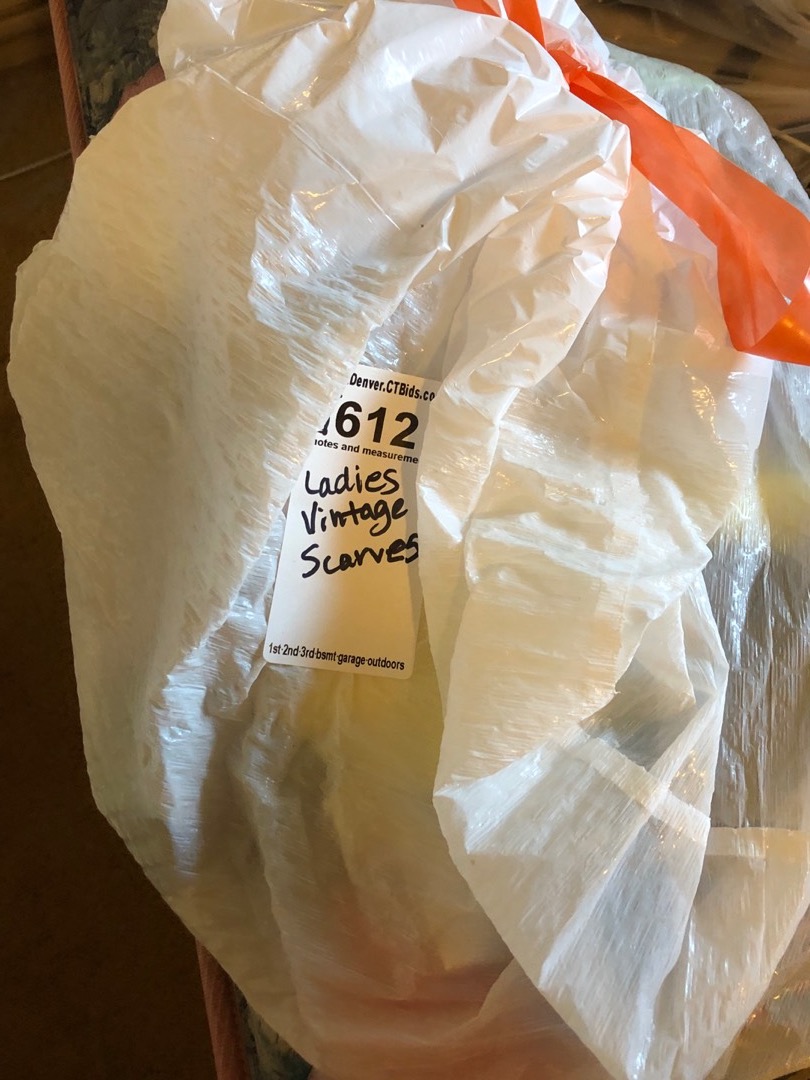 Denver.CTBids.co
612
notes and measureme
Ladies
Vintage
Scarves
1st·2nd·3rd·bsmt·garage·outdoors